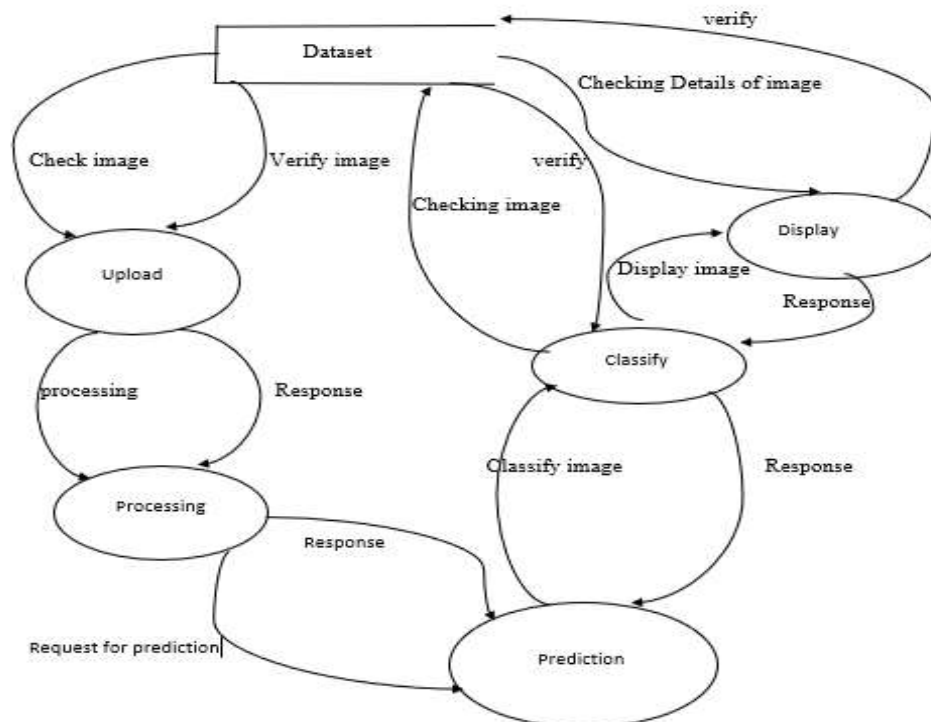 verify
Dataset
Checking Details of image
Check image
Verify image
verify
Checking image
Display
Display image
Upload
Response
Classify
processing
Response
Classify image
Response
Processing
Response
Request for prediction
Prediction